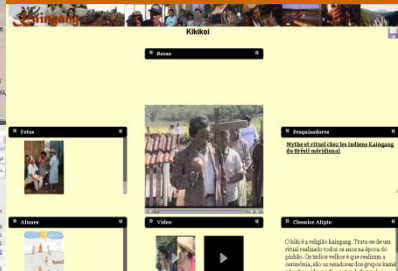 Kaingang
Kikikoi
Rezas
Fotos
Pesquisadores
Mythe et rituel chez les indiens Kaingang
du Brésil méridional
Alunos
Vídeo
Cleonice Alípio
O kiki é a religião kaingang. Trata-se de um
ritual realizado todos os anos na época do
pinhão. Os índios velhos é que realizam a
cerimônia, são os rezadores dos grupos kamé